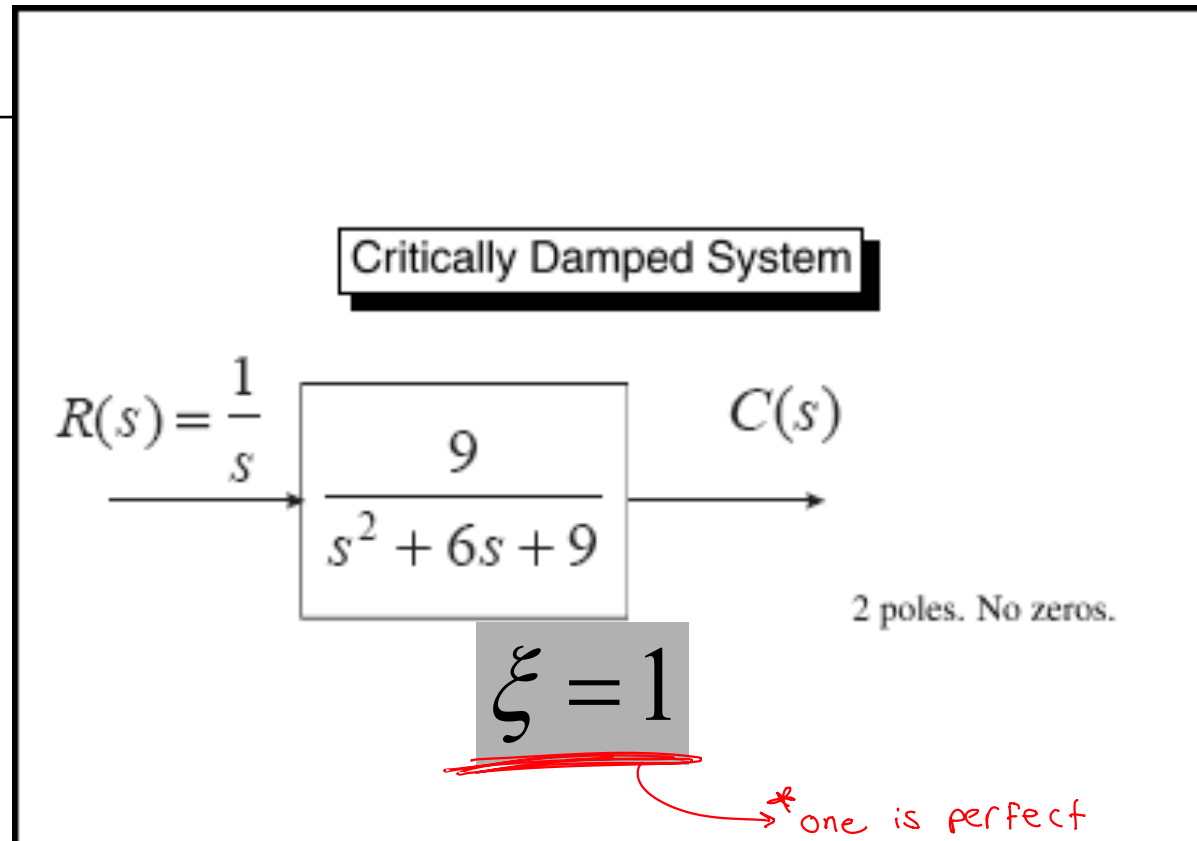 Critically Damped System
R(s) = 1/s
9/(s² + 6s + 9)
C(s)
2 poles. No zeros.
ξ = 1
* one is perfect